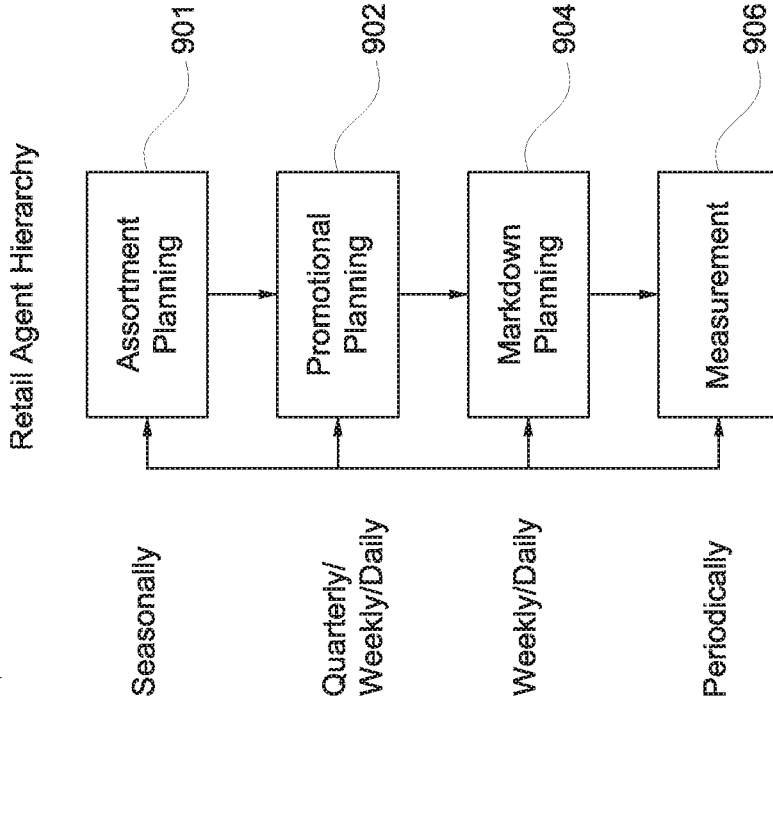 Retail Agent Hierarchy
Seasonally
Assortment
Planning
901
Quarterly/
Weekly/Daily
Promotional
Planning
902
Weekly/Daily
Markdown
Planning
904
Periodically
Measurement
906